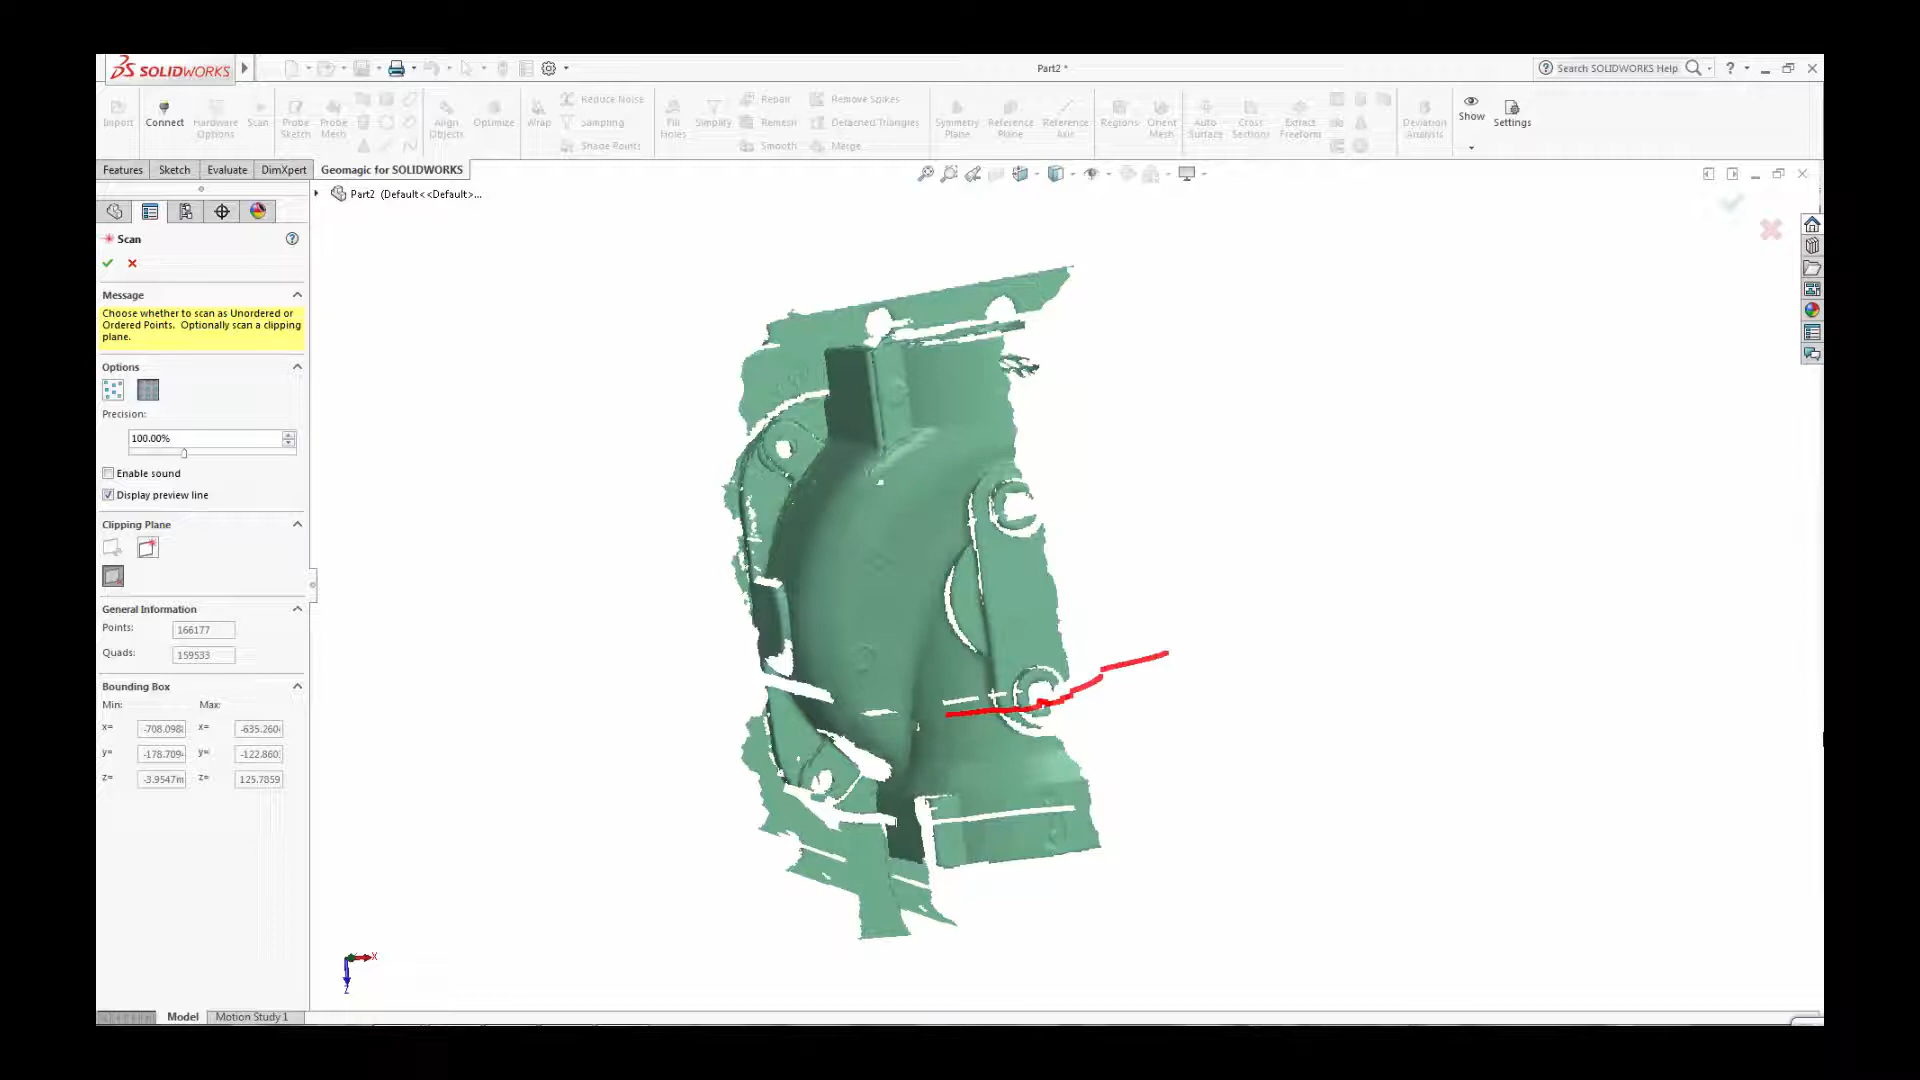 SOLIDWORKS
Part2 *
Search SOLIDWORKS Help
?
Import
Connect
Hardware Options
Scan
Probe Sketch
Probe Mesh
Align Objects
Optimize
Wrap
Reduce Noise
Sampling
Shade Points
Fill Holes
Simplify
Repair
Remesh
Smooth
Remove Spikes
Detached Triangles
Merge
Symmetry Plane
Reference Plane
Reference Axis
Regions
Orient Mesh
Auto Surface
Cross Sections
Extract Freeform
Deviation Analysis
Show
Settings
Features
Sketch
Evaluate
DimXpert
Geomagic for SOLIDWORKS
Part2 (Default<<Default>...
Scan
Message
Choose whether to scan as Unordered or
Ordered Points. Optionally scan a clipping
plane.
Options
Precision:
100.00%
Enable sound
Display preview line
Clipping Plane
General Information
Points: 166177
Quads: 159533
Bounding Box
Min: Max:
x= -708.098 x= -635.260
y= -178.709 y= -122.860
z= -3.9547m z= 125.7859
X
Z
Model
Motion Study 1